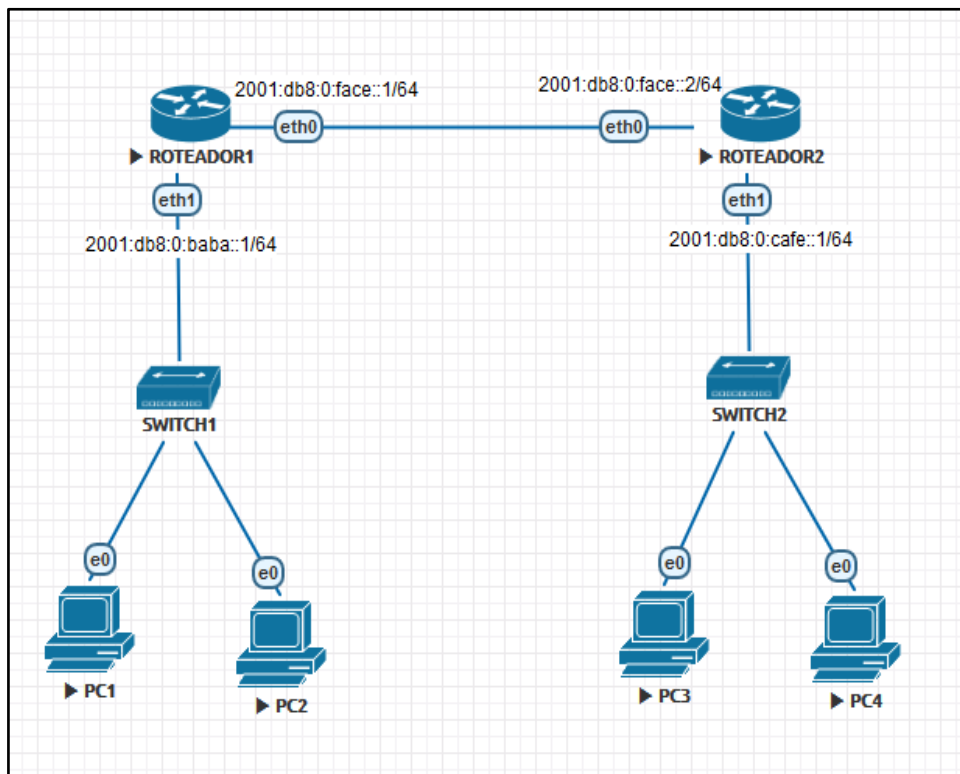 2001:db8:0:face::1/64
2001:db8:0:face::2/64
eth0
eth0
ROTEADOR1
ROTEADOR2
eth1
eth1
2001:db8:0:baba::1/64
2001:db8:0:cafe::1/64
SWITCH1
SWITCH2
e0
e0
e0
e0
PC1
PC2
PC3
PC4